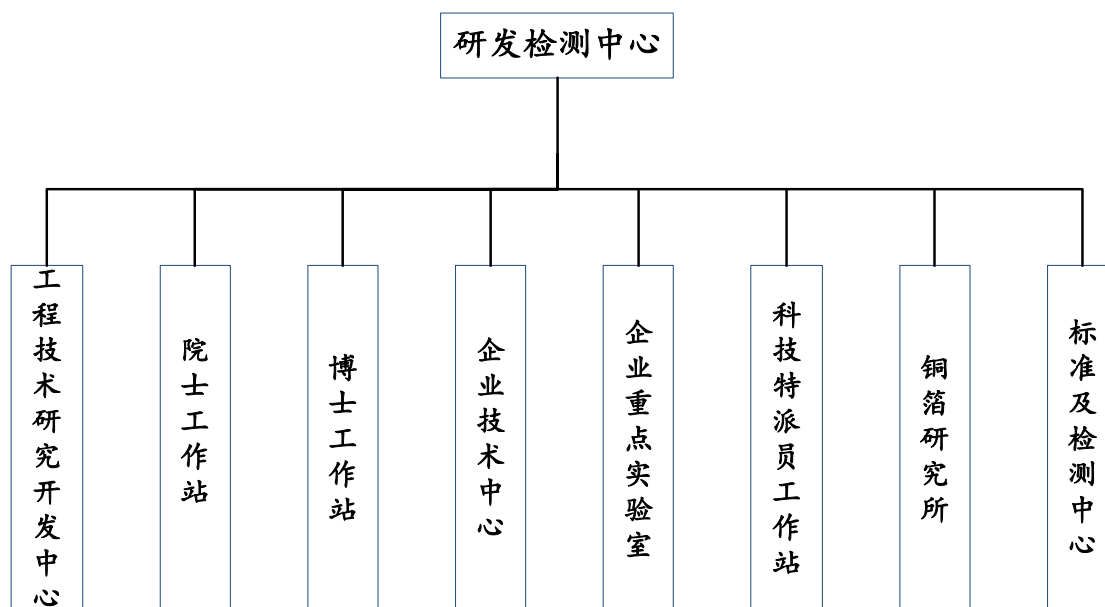 研发检测中心
工程技术研究开发中心
院士工作站
博士工作站
企业技术中心
企业重点实验室
科技特派员工作站
铜箔研究所
标准及检测中心